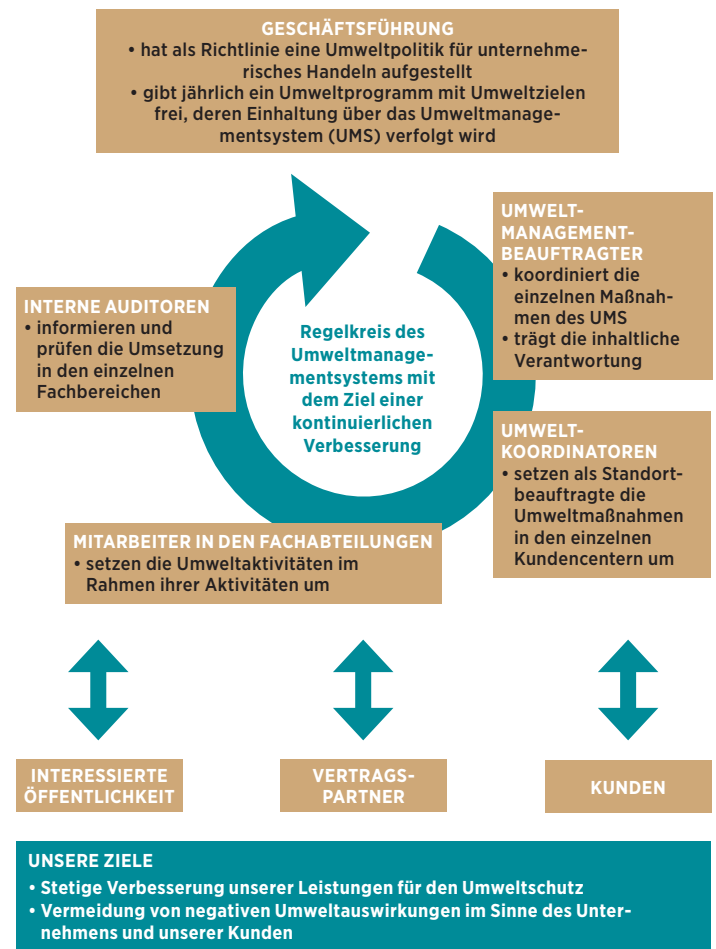 GESCHÄFTSFÜHRUNG
• hat als Richtlinie eine Umweltpolitik für unternehme-
risches Handeln aufgestellt
• gibt jährlich ein Umweltprogramm mit Umweltzielen
frei, deren Einhaltung über das Umweltmanage-
mentsystem (UMS) verfolgt wird
UMWELT-
MANAGEMENT-
BEAUFTRAGTER
• koordiniert die
einzelnen Maßnah-
men des UMS
• trägt die inhaltliche
Verantwortung
INTERNE AUDITOREN
• informieren und
prüfen die Umsetzung
in den einzelnen
Fachbereichen
Regelkreis des
Umweltmanage-
mentsystems mit
dem Ziel einer
kontinuierlichen
Verbesserung
UMWELT-
KOORDINATOREN
• setzen als Standort-
beauftragte die
Umweltmaßnahmen
in den einzelnen
Kundencentern um
MITARBEITER IN DEN FACHABTEILUNGEN
• setzen die Umweltaktivitäten im
Rahmen ihrer Aktivitäten um
INTERESSIERTE
ÖFFENTLICHKEIT
VERTRAGS-
PARTNER
KUNDEN
UNSERE ZIELE
• Stetige Verbesserung unserer Leistungen für den Umweltschutz
• Vermeidung von negativen Umweltauswirkungen im Sinne des Unter-
nehmens und unserer Kunden